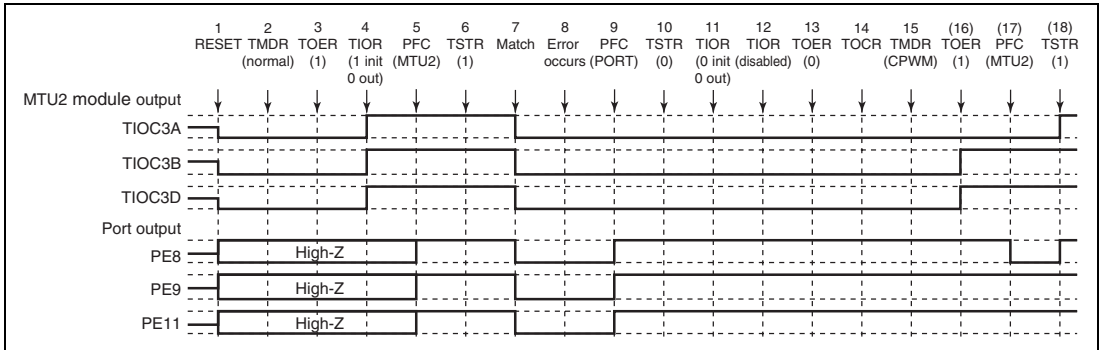 1 2 3 4 5 6 7 8 9 10 11 12 13 14 15 (16) (17) (18)
RESET TMDR TOER TIOR PFC TSTR Match Error PFC TSTR TIOR TIOR TOER TOCR TMDR TOER PFC TSTR
(normal) (1) (1 init (MTU2) (1) occurs (PORT) (0) (0 init (disabled) (0) (CPWM) (1) (MTU2) (1)
0 out) 0 out)
MTU2 module output
TIOC3A
TIOC3B
TIOC3D
Port output
PE8 High-Z
PE9 High-Z
PE11 High-Z